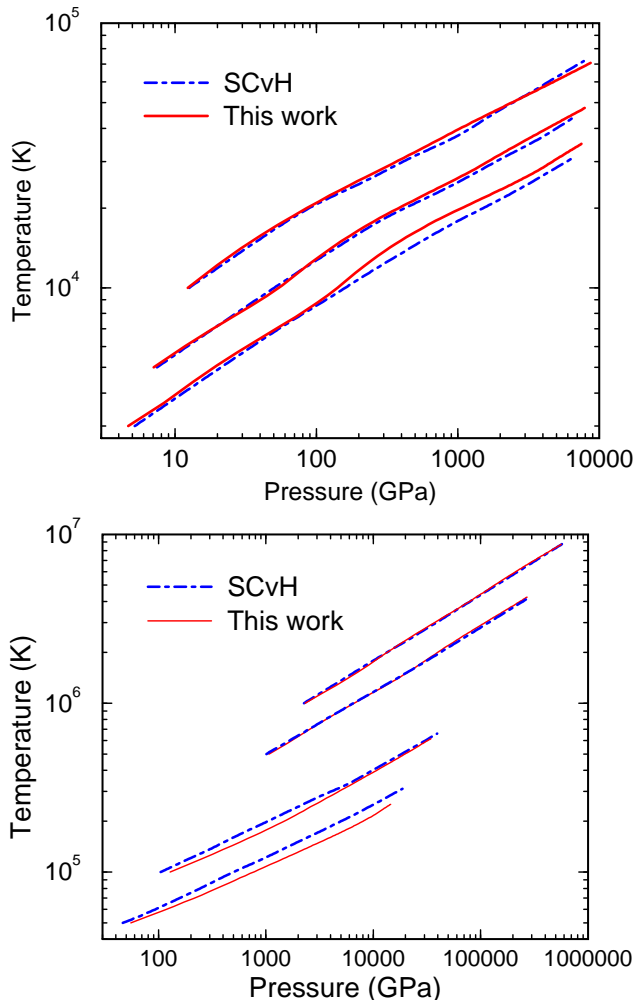 10^5
SCvH
This work
Temperature (K)
10^4
10 100 1000 10000
Pressure (GPa)
10^7
SCvH
This work
Temperature (K)
10^6
10^5
100 1000 10000 100000 1000000
Pressure (GPa)